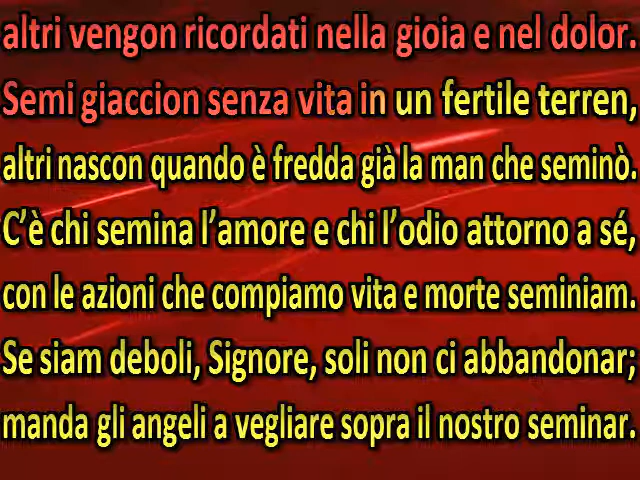 altri vengon ricordati nella gioia e nel dolor.
Semi giaccion senza vita in un fertile terren,
altri nascon quando è fredda già la man che seminò.
C’è chi semina l’amore e chi l’odio attorno a sé,
con le azioni che compiamo vita e morte seminiam.
Se siam deboli, Signore, soli non ci abbandonar;
manda gli angeli a vegliare sopra il nostro seminar.